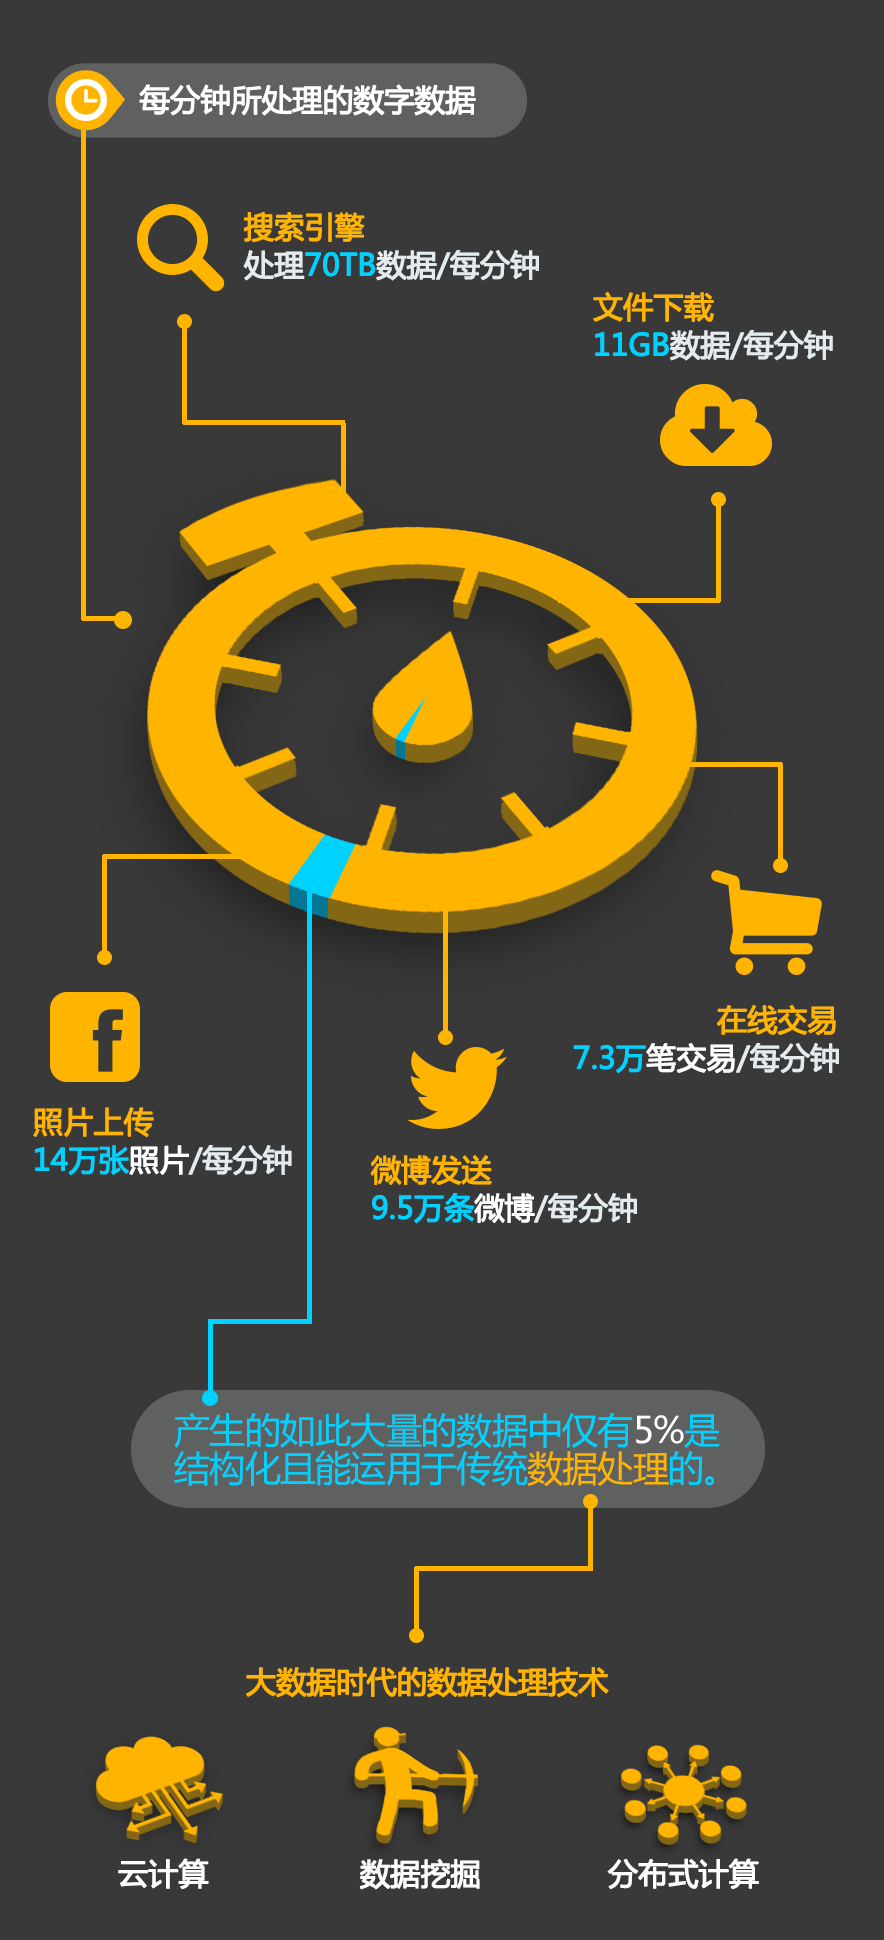 每分钟所处理的数字数据
搜索引擎
处理70TB数据/每分钟
文件下载
11GB数据/每分钟
在线交易
7.3万笔交易/每分钟
照片上传
14万张照片/每分钟
微博发送
9.5万条微博/每分钟
产生的如此大量的数据中仅有5%是
结构化且能运用于传统数据处理的。
大数据时代的数据处理技术
云计算
数据挖掘
分布式计算